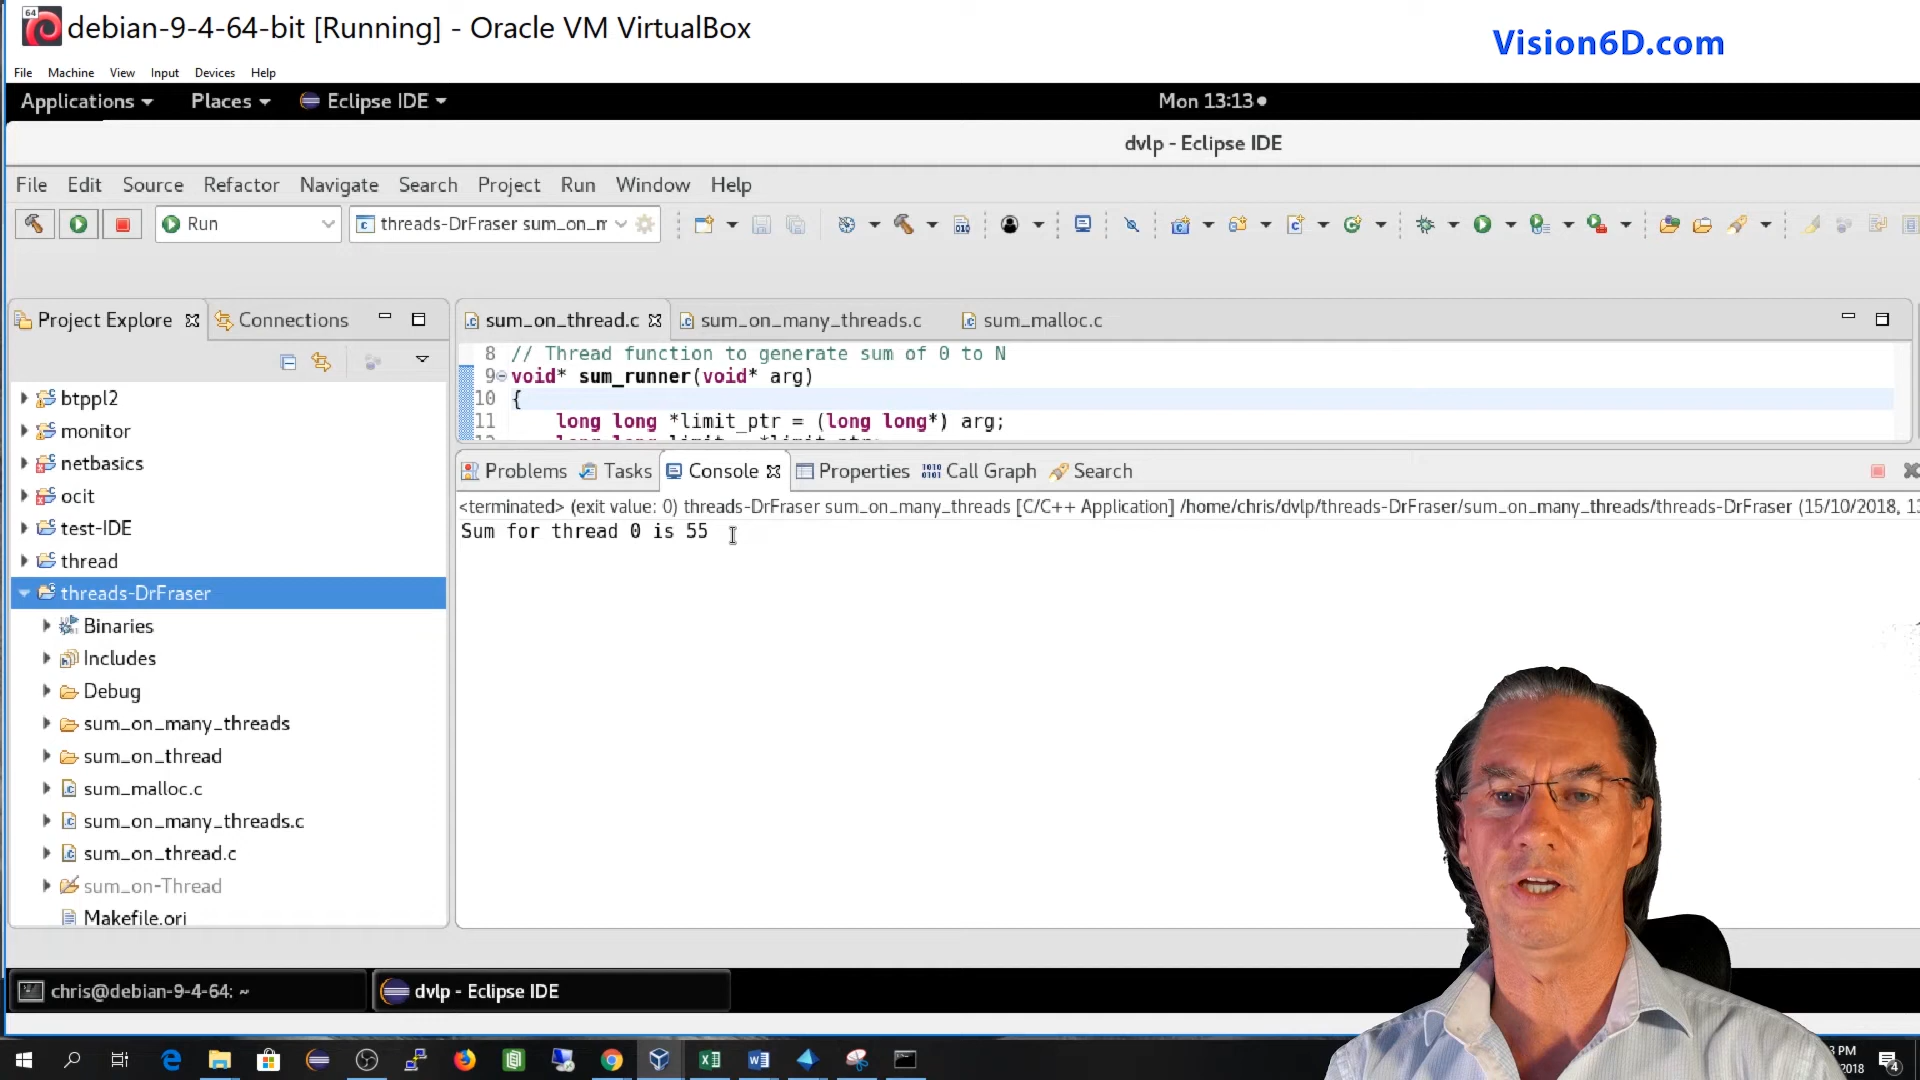 debian-9-4-64-bit [Running] - Oracle VM VirtualBox
Vision6D.com
File Machine View Input Devices Help
Applications Places Eclipse IDE Mon 13:13
dvlp - Eclipse IDE
File Edit Source Refactor Navigate Search Project Run Window Help
Run threads-DrFraser sum_on_m
Project Explore Connections
sum_on_thread.c sum_on_many_threads.c sum_malloc.c
8 // Thread function to generate sum of 0 to N
9 void* sum_runner(void* arg)
10 {
11 long long *limit_ptr = (long long*) arg;
Problems Tasks Console Properties Call Graph Search
<terminated> (exit value: 0) threads-DrFraser sum_on_many_threads [C/C++ Application] /home/chris/dvlp/threads-DrFraser/sum_on_many_threads/threads-DrFraser (15/10/2018, 13
Sum for thread 0 is 55
btppl2
monitor
netbasics
ocit
test-IDE
thread
threads-DrFraser
Binaries
Includes
Debug
sum_on_many_threads
sum_on_thread
sum_malloc.c
sum_on_many_threads.c
sum_on_thread.c
sum_on-Thread
Makefile.ori
chris@debian-9-4-64: ~
dvlp - Eclipse IDE
3 PM
2018
4